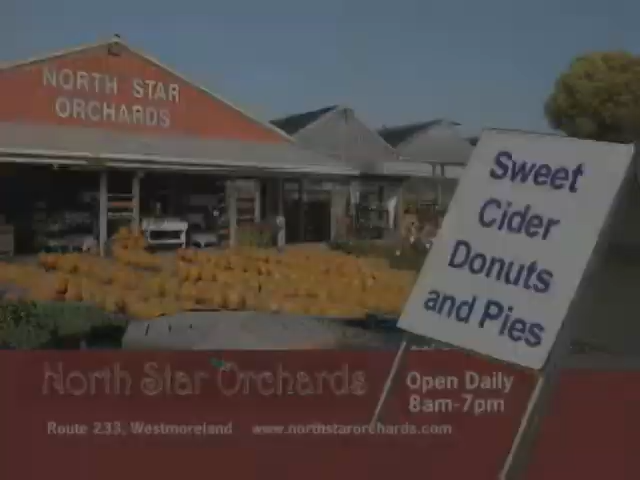 NORTH STAR
ORCHARDS
Sweet
Cider
Donuts
and Pies
North Star Orchards
Open Daily
8am-7pm
Route 233, Westmoreland www.northstarorchards.com